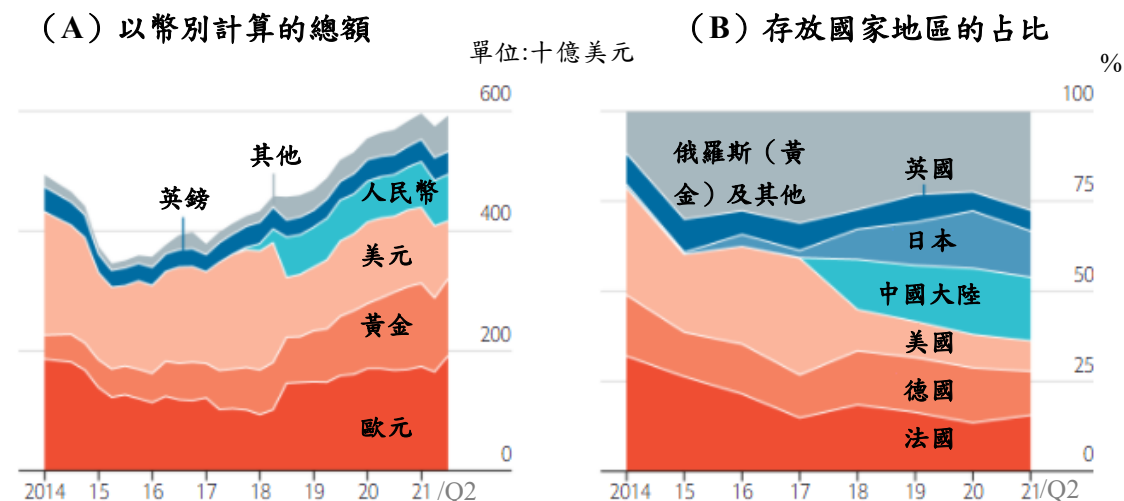 （A）以幣別計算的總額
單位:十億美元
600
400
200
0
其他
英鎊
人民幣
美元
黃金
歐元
2014 15 16 17 18 19 20 21 /Q2
（B）存放國家地區的占比
%
100
75
50
25
0
俄羅斯（黃
金）及其他
英國
日本
中國大陸
美國
德國
法國
2014 15 16 17 18 19 20 21/Q2